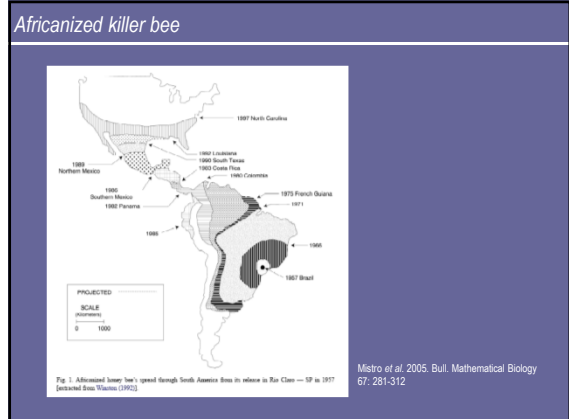 Africanized killer bee
1997 North Carolina
1992 Louisiana
1990 South Texas
1983 Costa Rica
1980 Colombia
1988
Northern Mexico
1986
Southern Mexico
1982 Panama
1975 French Guiana
1971
1985
1966
1957 Brazil
PROJECTED
SCALE
(Kilometers)
0 1000
Fig. 1. Africanized honey bee's spread through South America from its release in Rio Claro — SP in 1957
[extracted from Winston (1992)].
Mistro et al. 2005. Bull. Mathematical Biology
67: 281-312